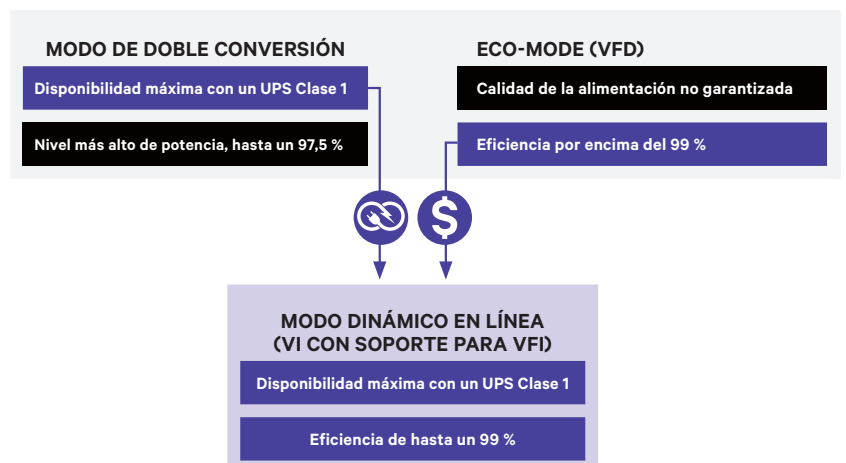 MODO DE DOBLE CONVERSIÓN
Disponibilidad máxima con un UPS Clase 1
Nivel más alto de potencia, hasta un 97,5 %
ECO-MODE (VFD)
Calidad de la alimentación no garantizada
Eficiencia por encima del 99 %
$
MODO DINÁMICO EN LÍNEA
(VI CON SOPORTE PARA VFI)
Disponibilidad máxima con un UPS Clase 1
Eficiencia de hasta un 99 %